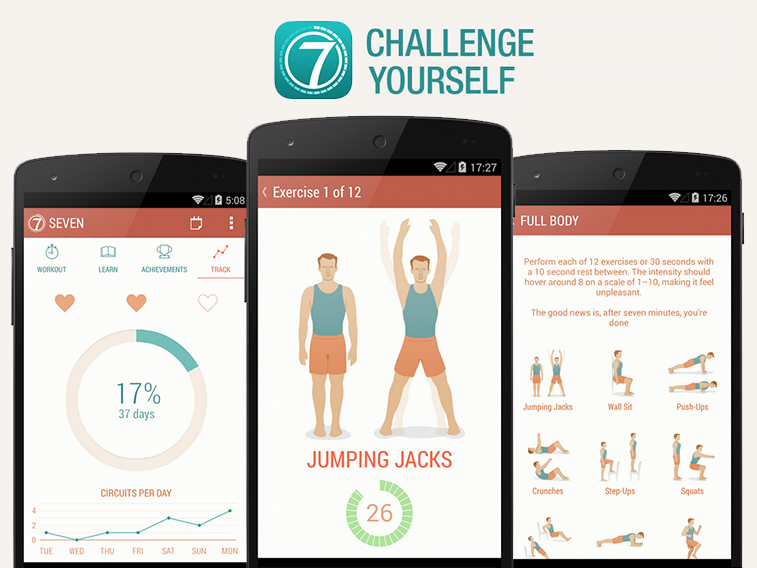 7
CHALLENGE
YOURSELF
5:08
7 SEVEN
WORKOUT LEARN ACHIEVEMENTS TRACK
17%
37 days
CIRCUITS PER DAY
4
2
0
TUE WED THU FRI SAT SUN MON
17:27
Exercise 1 of 12
JUMPING JACKS
26
17:26
FULL BODY
Perform each of 12 exercises or 30 seconds with
a 10 second rest between. The intensity should
hover around 8 on a scale of 1–10, making it feel
unpleasant.
The good news is, after seven minutes, you're
done
Jumping Jacks Wall Sit Push-Ups
Crunches Step-Ups Squats